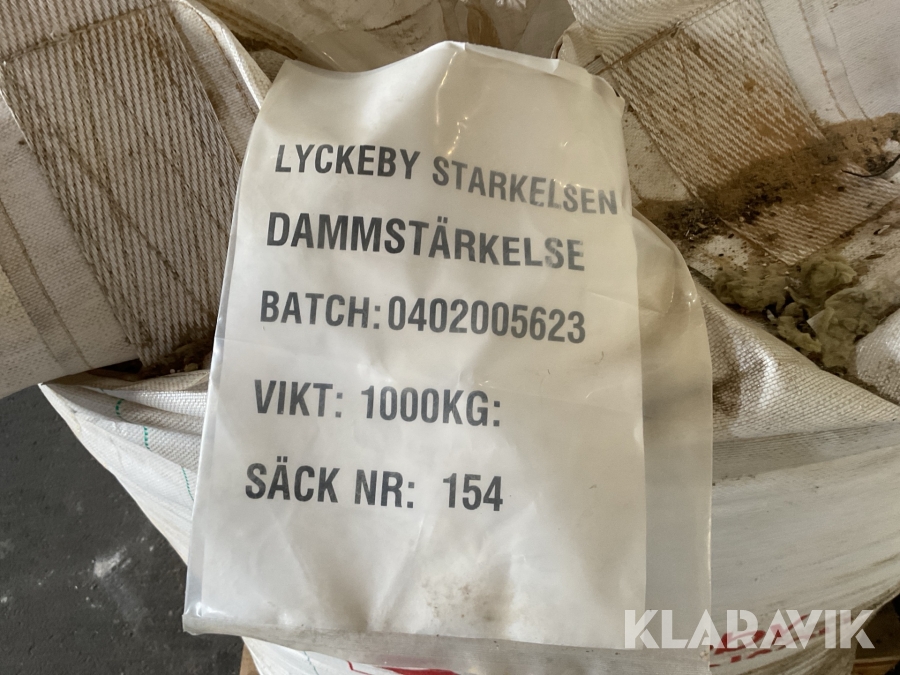 LYCKEBY STARKELSEN
DAMMSTÄRKELSE
BATCH: 0402005623
VIKT: 1000KG:
SÄCK NR: 154
KLARAVIK